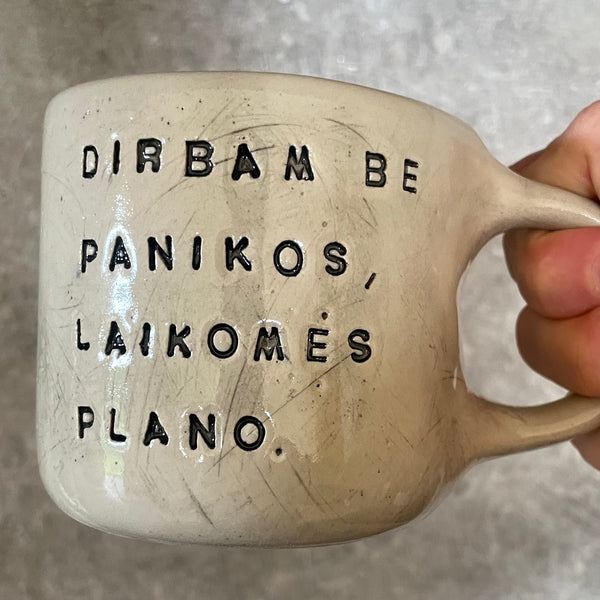 DIRBAM BE
PANIKOS,
LAIKOMĖS
PLANO.